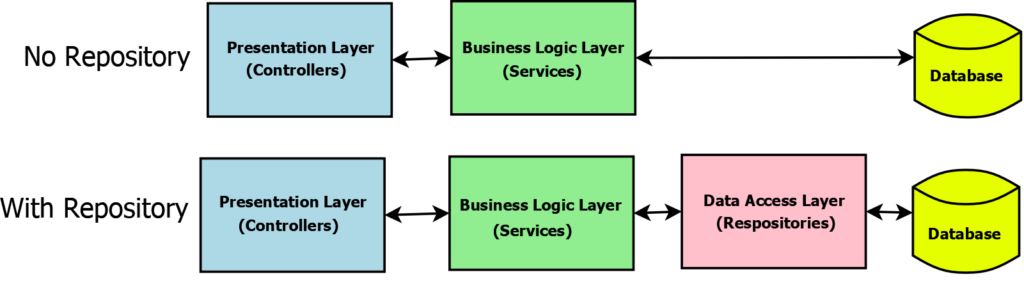 No Repository
Presentation Layer
(Controllers)
Business Logic Layer
(Services)
Database
With Repository
Presentation Layer
(Controllers)
Business Logic Layer
(Services)
Data Access Layer
(Respositories)
Database